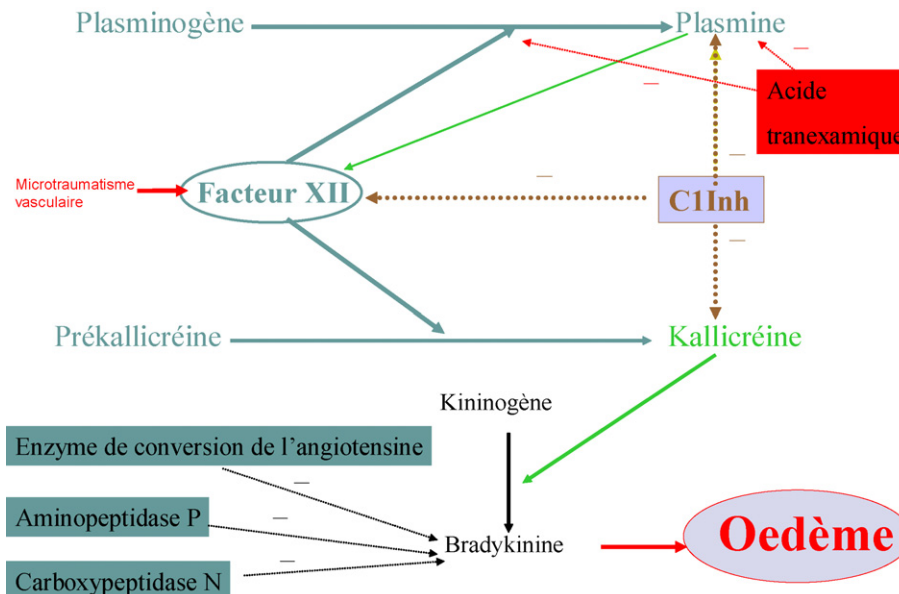 Plasminogène
Plasmine
—
—
Acide
tranexamique
Microtraumatisme
vasculaire
Facteur XII
—
—
C1Inh
—
Prékallicréine
Kallicréine
Kininogène
Enzyme de conversion de l’angiotensine
—
Aminopeptidase P
—
Bradykinine
Oedème
—
Carboxypeptidase N